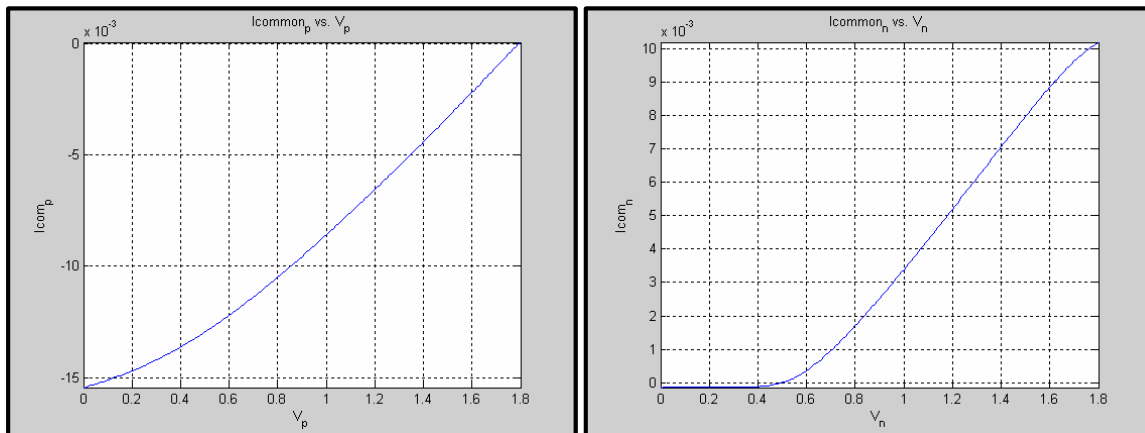 Icommon_p vs. V_p
x 10^-3
0
-5
-10
-15
0 0.2 0.4 0.6 0.8 1 1.2 1.4 1.6 1.8
Icom_p
V_p
Icommon_n vs. V_n
x 10^-3
10
9
8
7
6
5
4
3
2
1
0
0 0.2 0.4 0.6 0.8 1 1.2 1.4 1.6 1.8
Icom_n
V_n